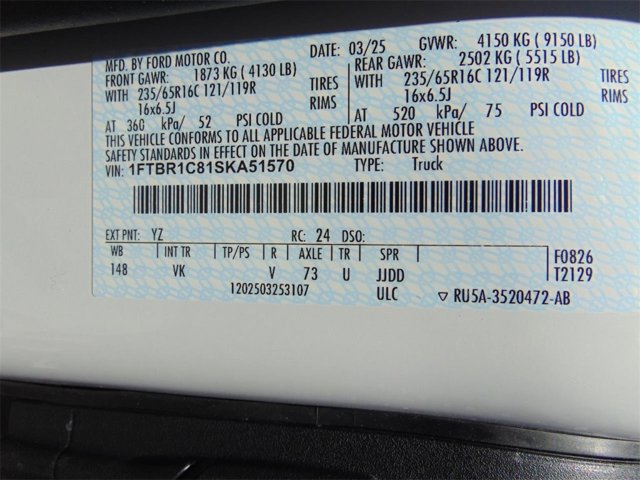 MFD. BY FORD MOTOR CO. DATE: 03/25 GVWR: 4150 KG ( 9150 LB)
FRONT GAWR: 1873 KG ( 4130 LB) REAR GAWR: 2502 KG ( 5515 LB)
WITH 235/65R16C 121/119R TIRES WITH 235/65R16C 121/119R TIRES
16x6.5J RIMS 16x6.5J RIMS
AT 360 kPa/ 52 PSI COLD AT 520 kPa/ 75 PSI COLD
THIS VEHICLE CONFORMS TO ALL APPLICABLE FEDERAL MOTOR VEHICLE
SAFETY STANDARDS IN EFFECT ON THE DATE OF MANUFACTURE SHOWN ABOVE.
VIN: 1FTBR1C81SKA51570 TYPE: Truck
EXT PNT: YZ RC: 24 DSO:
WB INT TR TP/PS R AXLE TR SPR F0826
148 VK V 73 U JJDD T2129
1202503253107 ULC ▽ RU5A-3520472-AB